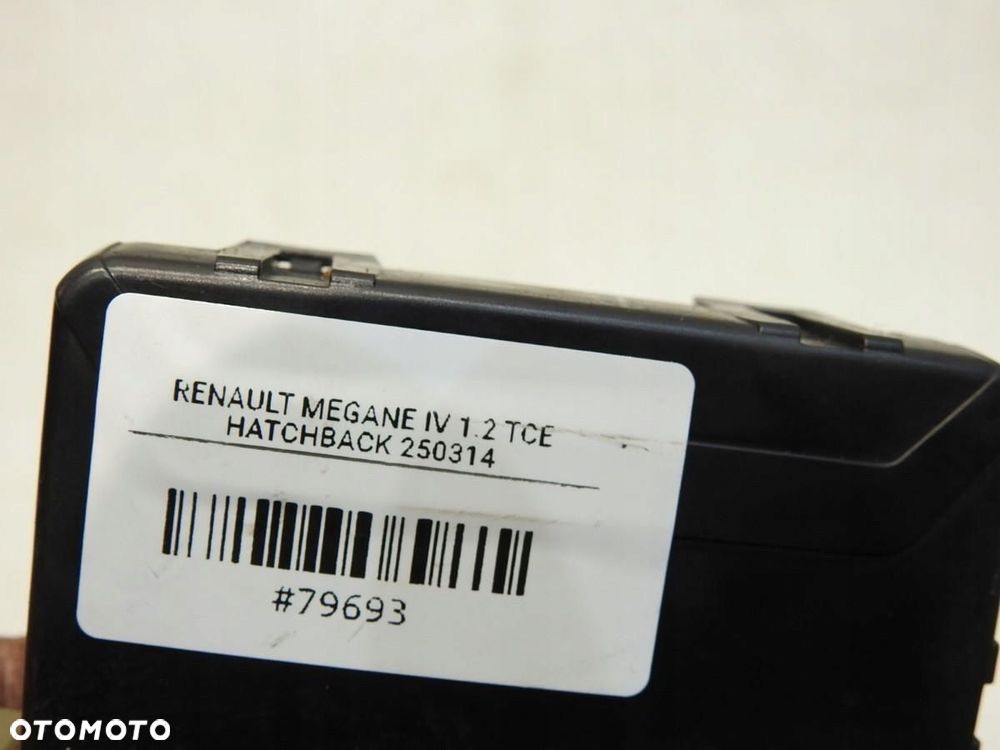 RENAULT MEGANE IV 1.2 TCE
HATCHBACK 250314
#79693
OTOMOTO